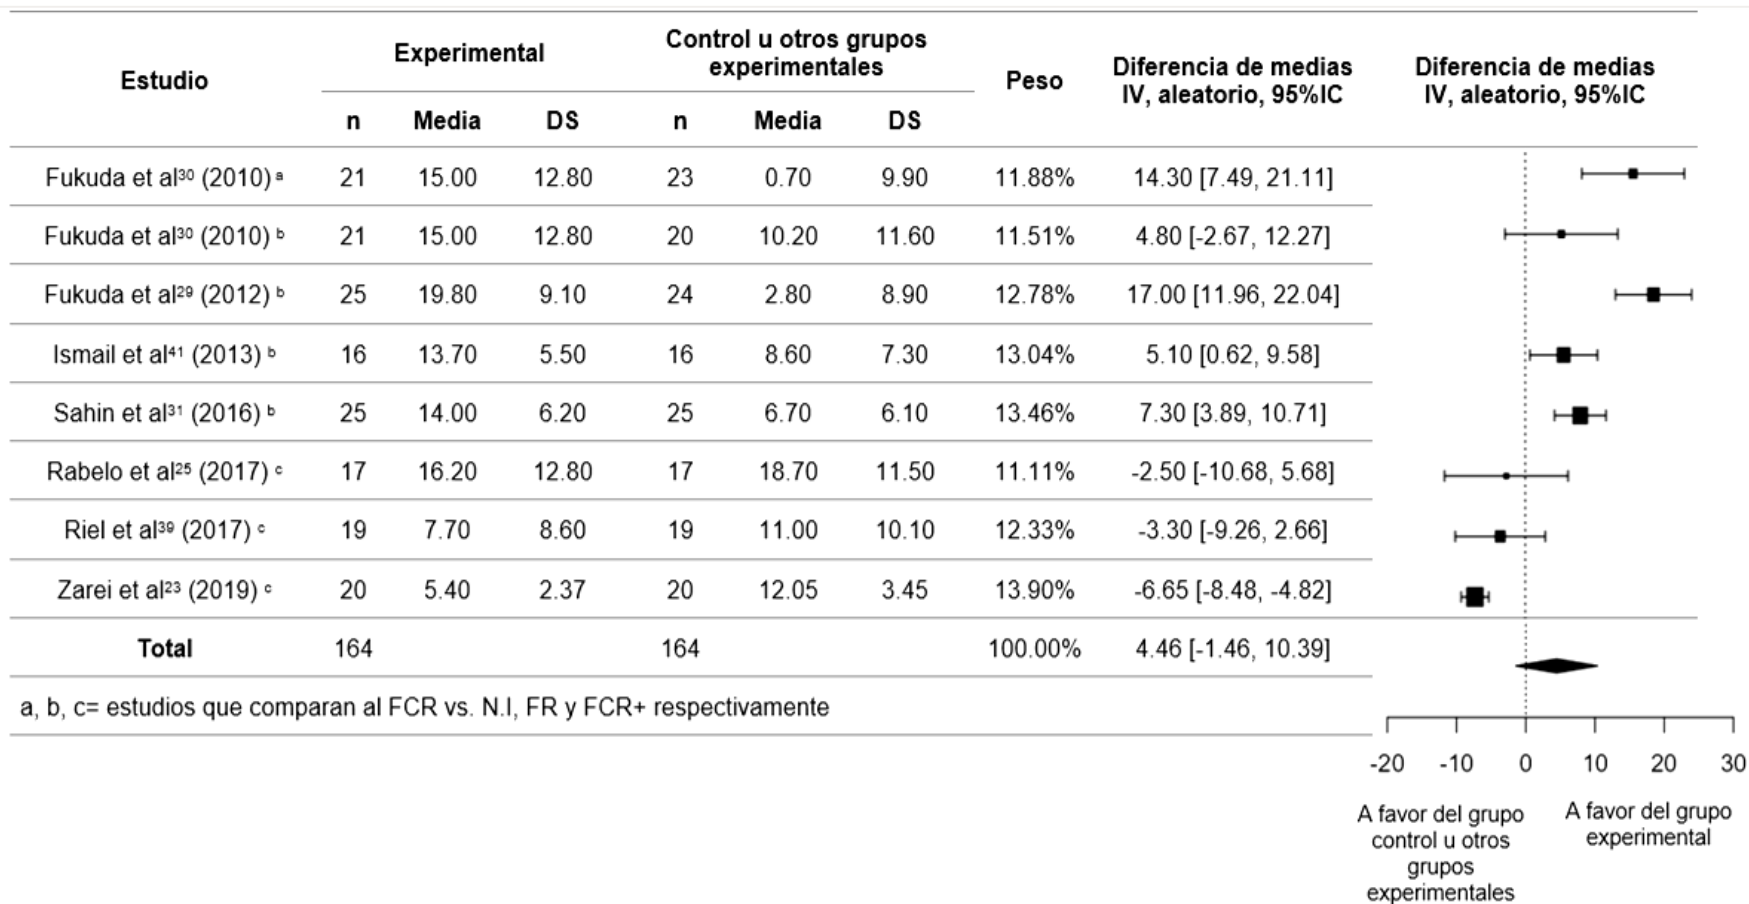 Estudio Experimental Control u otros grupos experimentales Peso Diferencia de medias IV, aleatorio, 95%IC Diferencia de medias IV, aleatorio, 95%IC
n Media DS n Media DS
Fukuda et al³⁰ (2010) ᵃ 21 15.00 12.80 23 0.70 9.90 11.88% 14.30 [7.49, 21.11]
Fukuda et al³⁰ (2010) ᵇ 21 15.00 12.80 20 10.20 11.60 11.51% 4.80 [-2.67, 12.27]
Fukuda et al²⁹ (2012) ᵇ 25 19.80 9.10 24 2.80 8.90 12.78% 17.00 [11.96, 22.04]
Ismail et al⁴¹ (2013) ᵇ 16 13.70 5.50 16 8.60 7.30 13.04% 5.10 [0.62, 9.58]
Sahin et al³¹ (2016) ᵇ 25 14.00 6.20 25 6.70 6.10 13.46% 7.30 [3.89, 10.71]
Rabelo et al²⁵ (2017) ᶜ 17 16.20 12.80 17 18.70 11.50 11.11% -2.50 [-10.68, 5.68]
Riel et al³⁹ (2017) ᶜ 19 7.70 8.60 19 11.00 10.10 12.33% -3.30 [-9.26, 2.66]
Zarei et al²³ (2019) ᶜ 20 5.40 2.37 20 12.05 3.45 13.90% -6.65 [-8.48, -4.82]
Total 164 164 100.00% 4.46 [-1.46, 10.39]
a, b, c= estudios que comparan al FCR vs. N.I, FR y FCR+ respectivamente
-20 -10 0 10 20 30
A favor del grupo
control u otros
grupos
experimentales
A favor del grupo
experimental